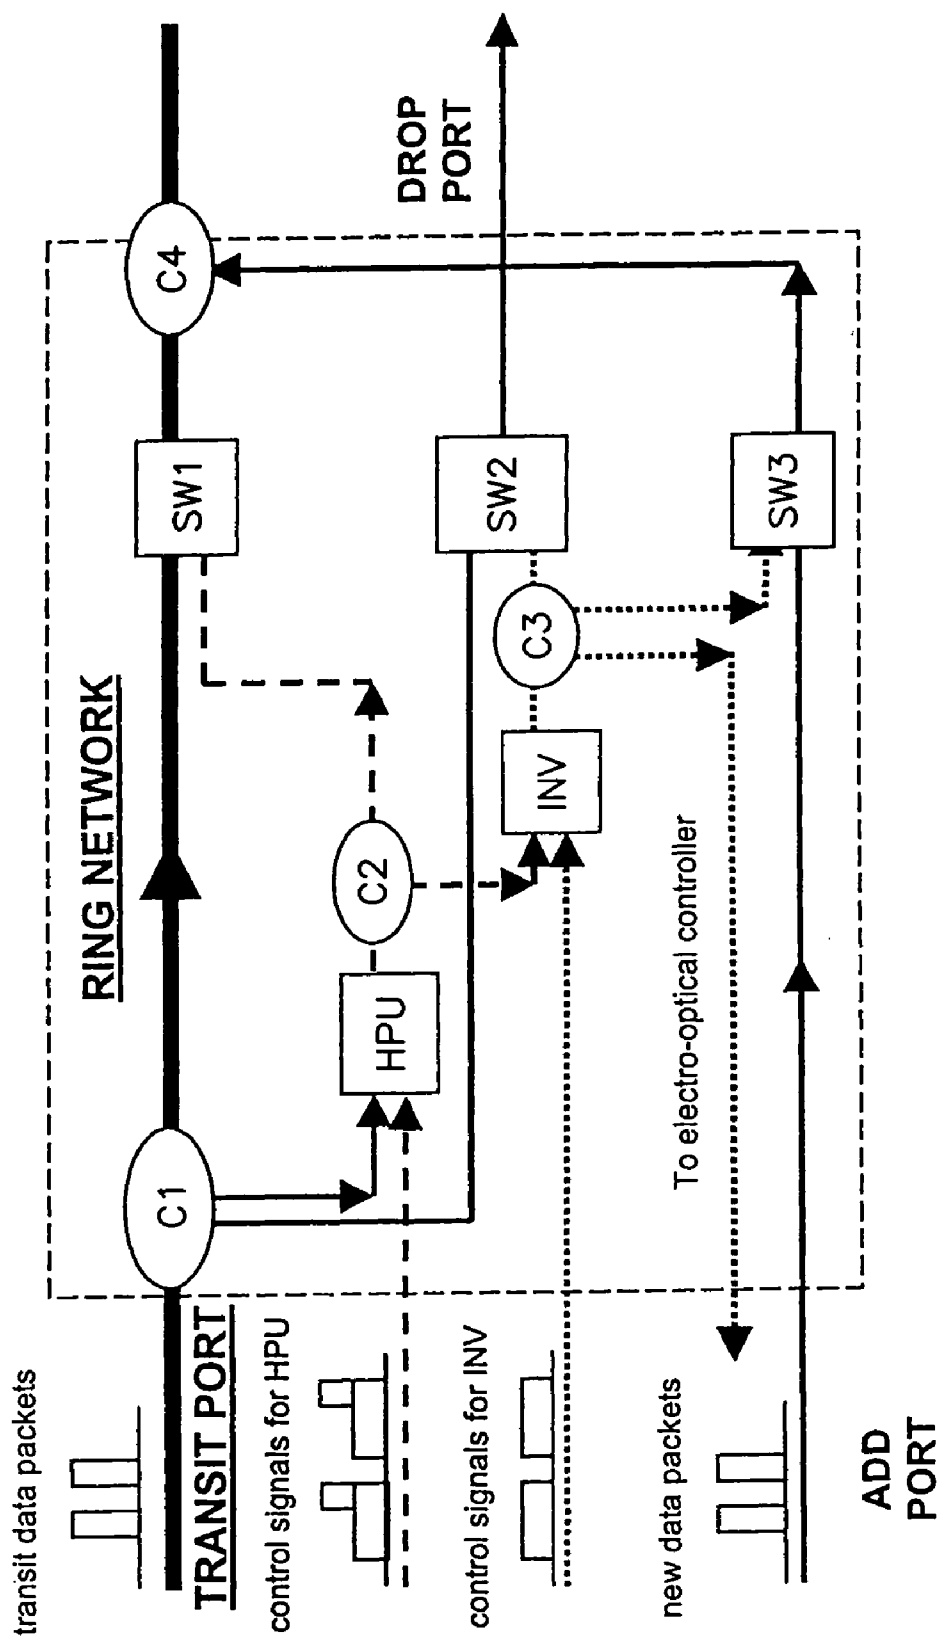 transit data packets
TRANSIT PORT
control signals for HPU
control signals for INV
new data packets
ADD
PORT
RING NETWORK
C1
HPU
C2
INV
C3
SW1
SW2
SW3
C4
To electro-optical controller
DROP
PORT